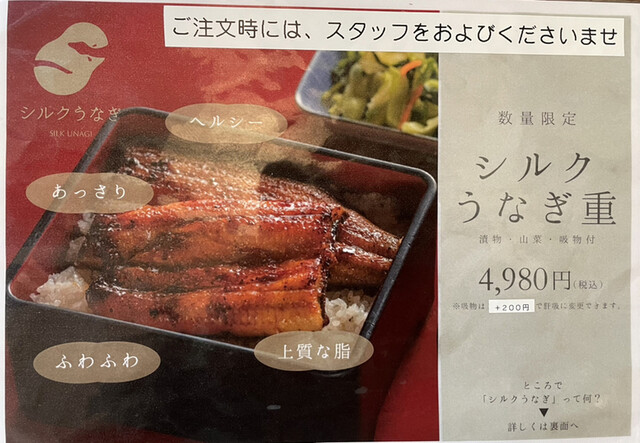 ご注文時には、スタッフをおよびくださいませ
シルクうなぎ
SILK UNAGI
ヘルシー
あっさり
ふわふわ
上質な脂
数量限定
シルク
うなぎ重
漬物・山菜・吸物付
4,980円(税込)
※吸物は +200円 で肝吸に変更できます。
ところで
「シルクうなぎ」って何?
▼
詳しくは裏面へ